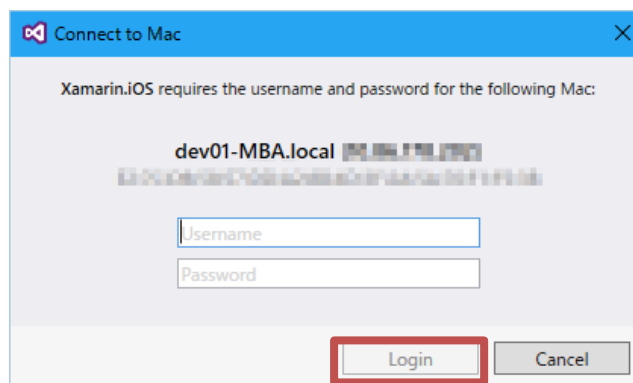 Connect to Mac
Xamarin.iOS requires the username and password for the following Mac:
dev01-MBA.local
Username
Password
Login Cancel